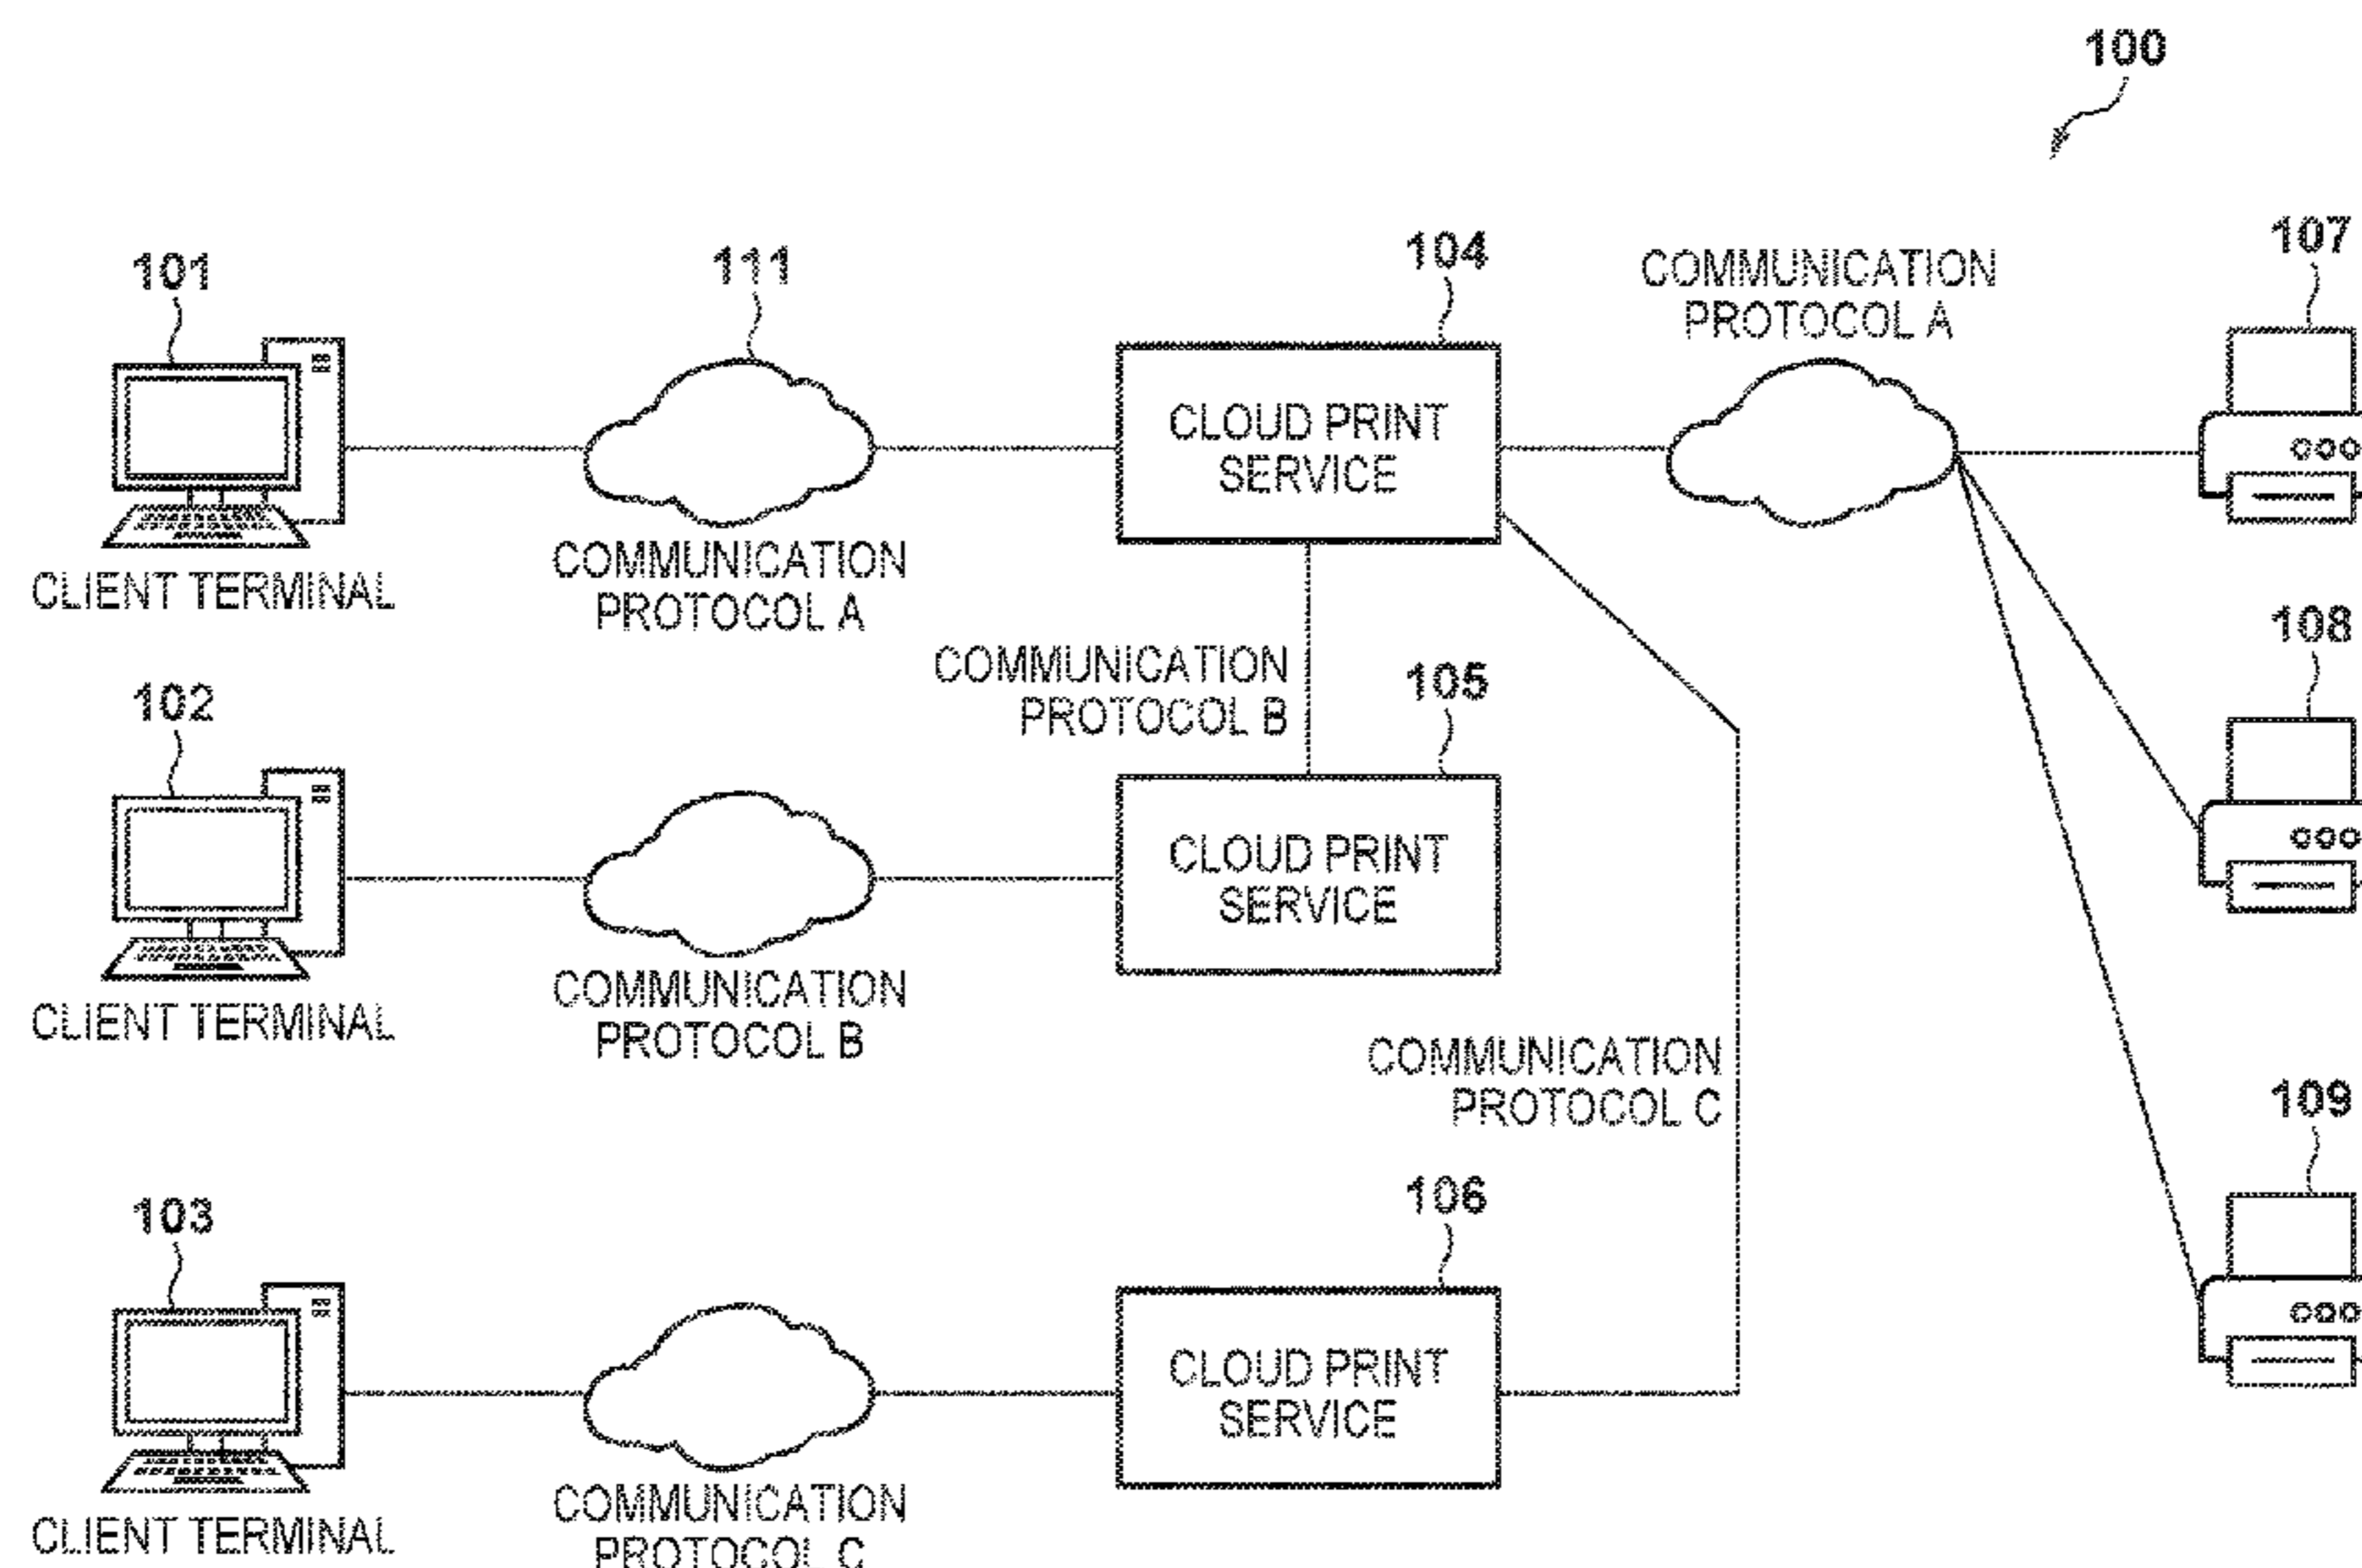 100
101
111
104
COMMUNICATION
PROTOCOL A
107
CLOUD PRINT
SERVICE
CLIENT TERMINAL
COMMUNICATION
PROTOCOL A
108
COMMUNICATION
PROTOCOL B
102
105
CLOUD PRINT
SERVICE
CLIENT TERMINAL
COMMUNICATION
PROTOCOL B
COMMUNICATION
PROTOCOL C
109
103
106
CLOUD PRINT
SERVICE
CLIENT TERMINAL
COMMUNICATION
PROTOCOL C